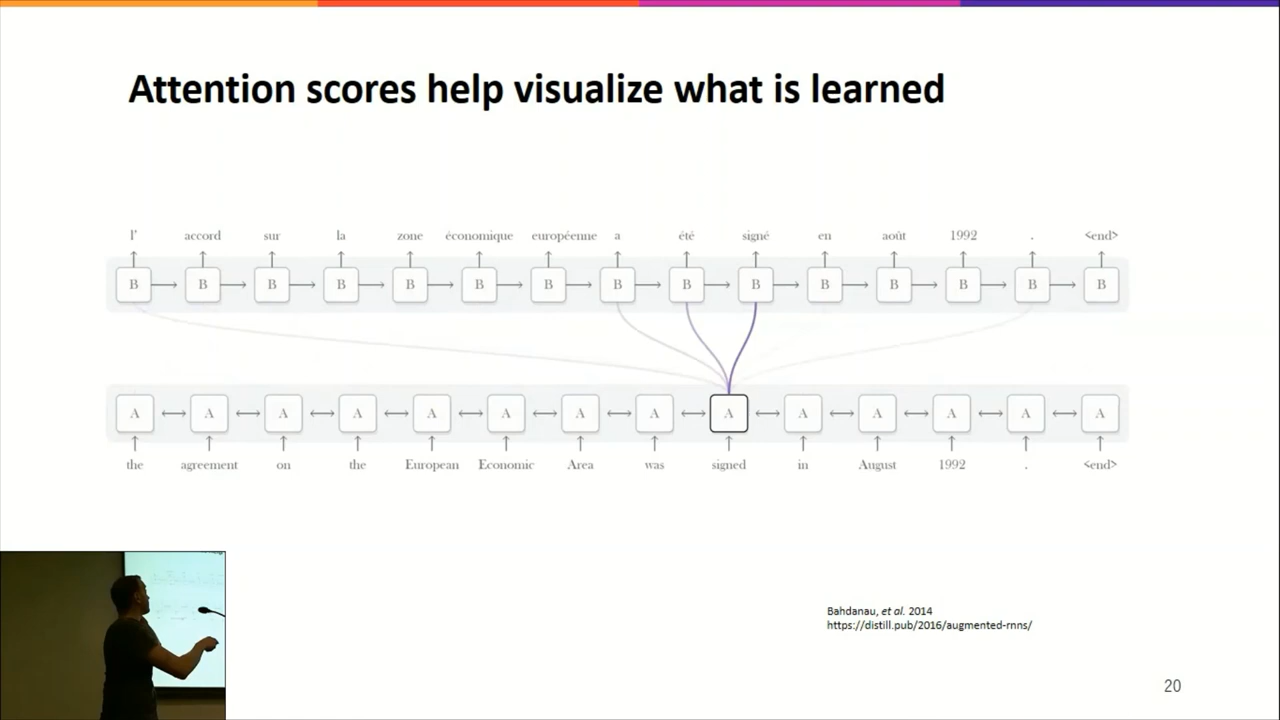 Attention scores help visualize what is learned
l' accord sur la zone économique européenne a été signé en août 1992 . <end>
B B B B B B B B B B B B B B B
A A A A A A A A A A A A A A
the agreement on the European Economic Area was signed in August 1992 . <end>
Bahdanau, et al. 2014
https://distill.pub/2016/augmented-rnns/
20